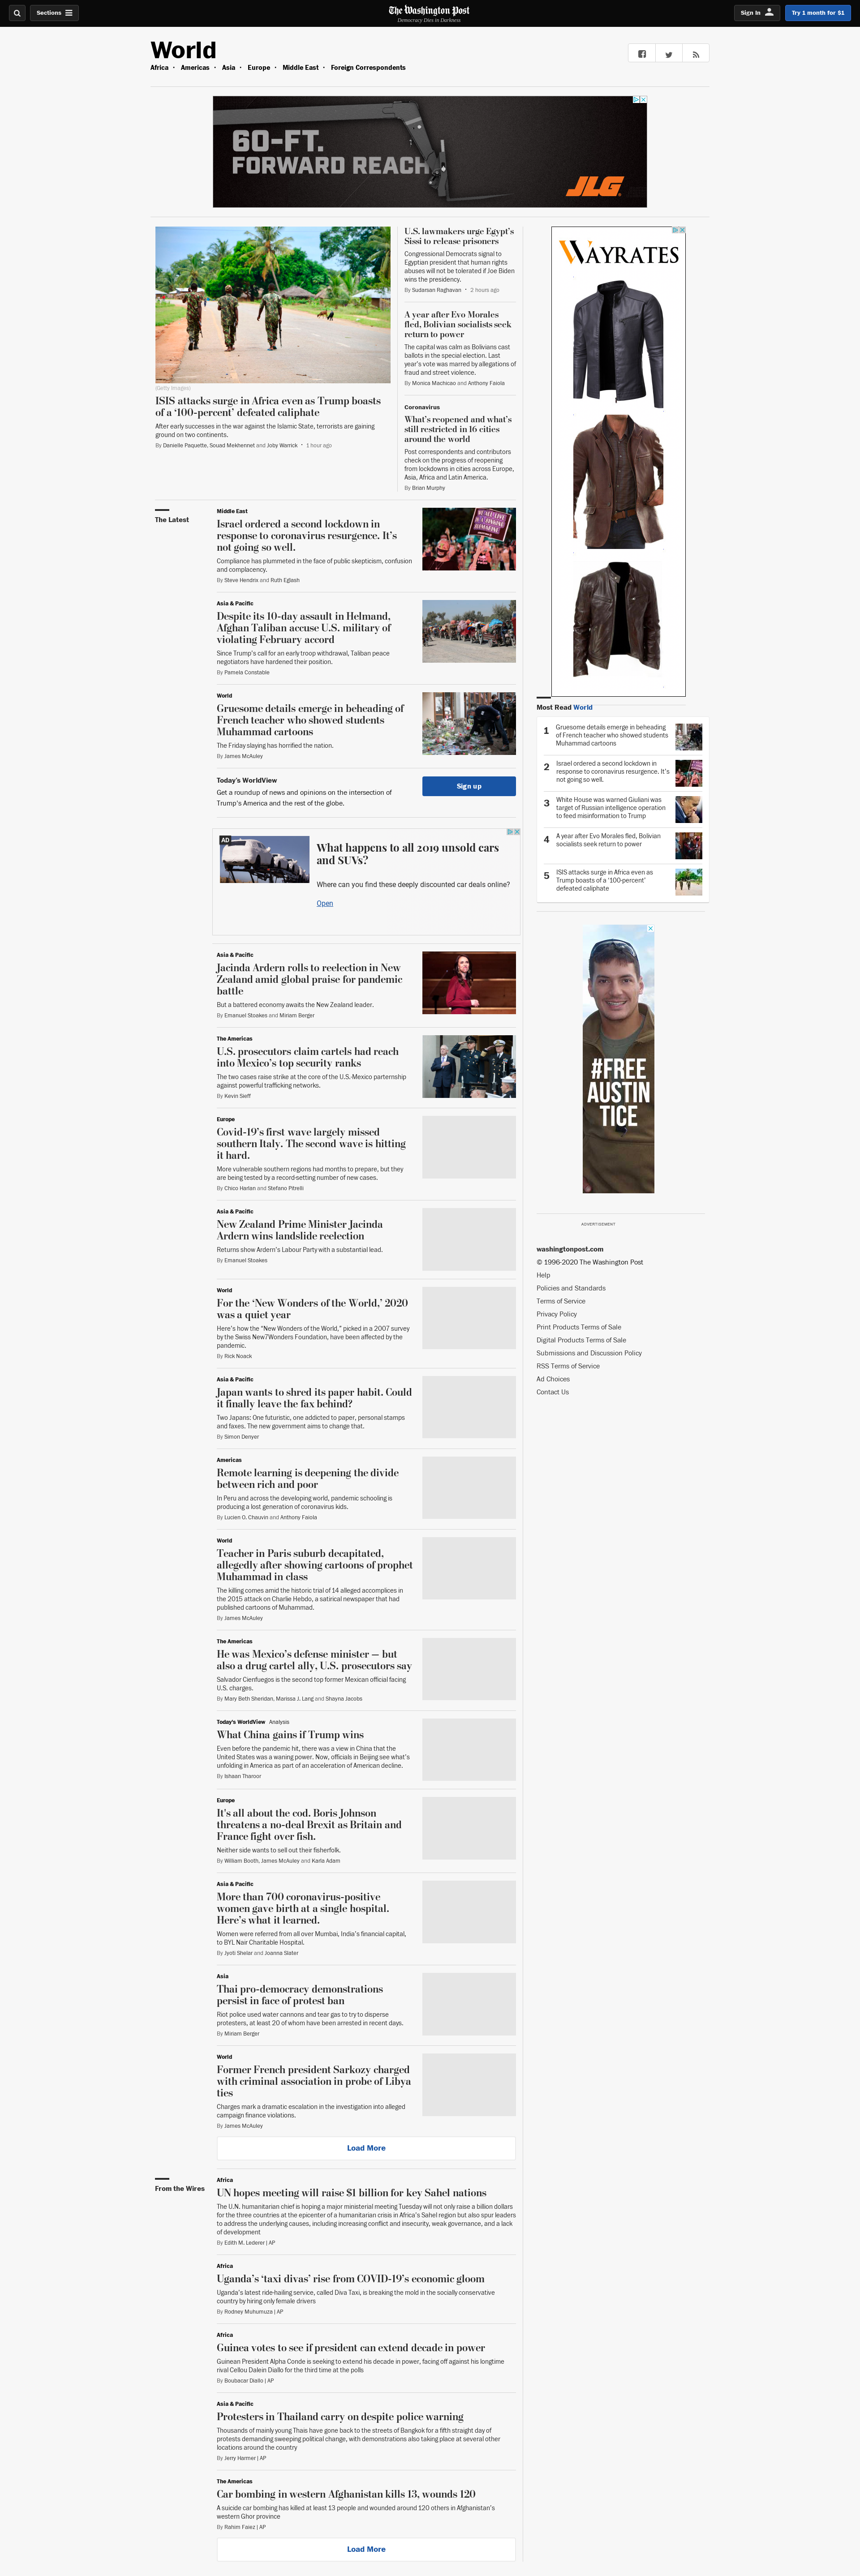 Sections
The Washington Post
Democracy Dies in Darkness
Sign In
Try 1 month for $1
World
Africa • Americas • Asia • Europe • Middle East • Foreign Correspondents
60-FT.
FORWARD REACH
JLG
(Getty Images)
ISIS attacks surge in Africa even as Trump boasts
of a ‘100-percent’ defeated caliphate
After early successes in the war against the Islamic State, terrorists are gaining
ground on two continents.
By Danielle Paquette, Souad Mekhennet and Joby Warrick • 1 hour ago
U.S. lawmakers urge Egypt’s
Sissi to release prisoners
Congressional Democrats signal to
Egyptian president that human rights
abuses will not be tolerated if Joe Biden
wins the presidency.
By Sudarsan Raghavan • 2 hours ago
A year after Evo Morales
fled, Bolivian socialists seek
return to power
The capital was calm as Bolivians cast
ballots in the special election. Last
year’s vote was marred by allegations of
fraud and street violence.
By Monica Machicao and Anthony Faiola
Coronavirus
What’s reopened and what’s
still restricted in 16 cities
around the world
Post correspondents and contributors
check on the progress of reopening
from lockdowns in cities across Europe,
Asia, Africa and Latin America.
By Brian Murphy
WAYRATES
The Latest
Middle East
Israel ordered a second lockdown in
response to coronavirus resurgence. It’s
not going so well.
Compliance has plummeted in the face of public skepticism, confusion
and complacency.
By Steve Hendrix and Ruth Eglash
Asia & Pacific
Despite its 10-day assault in Helmand,
Afghan Taliban accuse U.S. military of
violating February accord
Since Trump’s call for an early troop withdrawal, Taliban peace
negotiators have hardened their position.
By Pamela Constable
World
Gruesome details emerge in beheading of
French teacher who showed students
Muhammad cartoons
The Friday slaying has horrified the nation.
By James McAuley
Today’s WorldView
Get a roundup of news and opinions on the intersection of
Trump’s America and the rest of the globe.
Sign up
AD
What happens to all 2019 unsold cars
and SUVs?
Where can you find these deeply discounted car deals online?
Open
Asia & Pacific
Jacinda Ardern rolls to reelection in New
Zealand amid global praise for pandemic
battle
But a battered economy awaits the New Zealand leader.
By Emanuel Stoakes and Miriam Berger
The Americas
U.S. prosecutors claim cartels had reach
into Mexico’s top security ranks
The two cases raise strike at the core of the U.S.-Mexico parternship
against powerful trafficking networks.
By Kevin Sieff
Europe
Covid-19’s first wave largely missed
southern Italy. The second wave is hitting
it hard.
More vulnerable southern regions had months to prepare, but they
are being tested by a record-setting number of new cases.
By Chico Harlan and Stefano Pitrelli
Asia & Pacific
New Zealand Prime Minister Jacinda
Ardern wins landslide reelection
Returns show Ardern’s Labour Party with a substantial lead.
By Emanuel Stoakes
World
For the ‘New Wonders of the World,’ 2020
was a quiet year
Here’s how the “New Wonders of the World,” picked in a 2007 survey
by the Swiss New7Wonders Foundation, have been affected by the
pandemic.
By Rick Noack
Asia & Pacific
Japan wants to shred its paper habit. Could
it finally leave the fax behind?
Two Japans: One futuristic, one addicted to paper, personal stamps
and faxes. The new government aims to change that.
By Simon Denyer
Americas
Remote learning is deepening the divide
between rich and poor
In Peru and across the developing world, pandemic schooling is
producing a lost generation of coronavirus kids.
By Lucien O. Chauvin and Anthony Faiola
World
Teacher in Paris suburb decapitated,
allegedly after showing cartoons of prophet
Muhammad in class
The killing comes amid the historic trial of 14 alleged accomplices in
the 2015 attack on Charlie Hebdo, a satirical newspaper that had
published cartoons of Muhammad.
By James McAuley
The Americas
He was Mexico’s defense minister — but
also a drug cartel ally, U.S. prosecutors say
Salvador Cienfuegos is the second top former Mexican official facing
U.S. charges.
By Mary Beth Sheridan, Marissa J. Lang and Shayna Jacobs
Today's WorldView Analysis
What China gains if Trump wins
Even before the pandemic hit, there was a view in China that the
United States was a waning power. Now, officials in Beijing see what’s
unfolding in America as part of an acceleration of American decline.
By Ishaan Tharoor
Europe
It’s all about the cod. Boris Johnson
threatens a no-deal Brexit as Britain and
France fight over fish.
Neither side wants to sell out their fisherfolk.
By William Booth, James McAuley and Karla Adam
Asia & Pacific
More than 700 coronavirus-positive
women gave birth at a single hospital.
Here’s what it learned.
Women were referred from all over Mumbai, India’s financial capital,
to BYL Nair Charitable Hospital.
By Jyoti Shelar and Joanna Slater
Asia
Thai pro-democracy demonstrations
persist in face of protest ban
Riot police used water cannons and tear gas to try to disperse
protesters, at least 20 of whom have been arrested in recent days.
By Miriam Berger
World
Former French president Sarkozy charged
with criminal association in probe of Libya
ties
Charges mark a dramatic escalation in the investigation into alleged
campaign finance violations.
By James McAuley
Load More
From the Wires
Africa
UN hopes meeting will raise $1 billion for key Sahel nations
The U.N. humanitarian chief is hoping a major ministerial meeting Tuesday will not only raise a billion dollars
for the three countries at the epicenter of a humanitarian crisis in Africa’s Sahel region but also spur leaders
to address the underlying causes, including increasing conflict and insecurity, weak governance, and a lack
of development
By Edith M. Lederer | AP
Africa
Uganda’s ‘taxi divas’ rise from COVID-19’s economic gloom
Uganda’s latest ride-hailing service, called Diva Taxi, is breaking the mold in the socially conservative
country by hiring only female drivers
By Rodney Muhumuza | AP
Africa
Guinea votes to see if president can extend decade in power
Guinean President Alpha Conde is seeking to extend his decade in power, facing off against his longtime
rival Cellou Dalein Diallo for the third time at the polls
By Boubacar Diallo | AP
Asia & Pacific
Protesters in Thailand carry on despite police warning
Thousands of mainly young Thais have gone back to the streets of Bangkok for a fifth straight day of
protests demanding sweeping political change, with demonstrations also taking place at several other
locations around the country
By Jerry Harmer | AP
The Americas
Car bombing in western Afghanistan kills 13, wounds 120
A suicide car bombing has killed at least 13 people and wounded around 120 others in Afghanistan’s
western Ghor province
By Rahim Faiez | AP
Load More
Most Read World
1 Gruesome details emerge in beheading
of French teacher who showed students
Muhammad cartoons
2 Israel ordered a second lockdown in
response to coronavirus resurgence. It’s
not going so well.
3 White House was warned Giuliani was
target of Russian intelligence operation
to feed misinformation to Trump
4 A year after Evo Morales fled, Bolivian
socialists seek return to power
5 ISIS attacks surge in Africa even as
Trump boasts of a ‘100-percent’
defeated caliphate
#FREE
AUSTIN
TICE
ADVERTISEMENT
washingtonpost.com
© 1996-2020 The Washington Post
Help
Policies and Standards
Terms of Service
Privacy Policy
Print Products Terms of Sale
Digital Products Terms of Sale
Submissions and Discussion Policy
RSS Terms of Service
Ad Choices
Contact Us